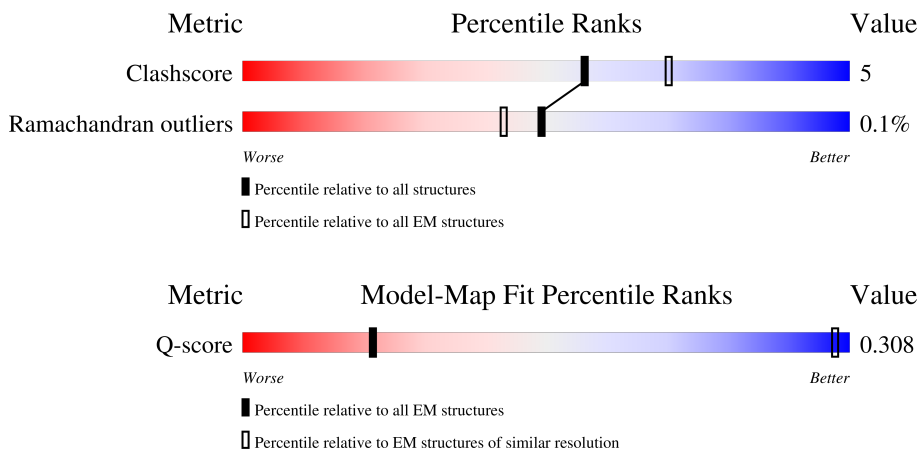 Metric Percentile Ranks Value
Clashscore 5
Ramachandran outliers 0.1%
Worse Better
Percentile relative to all structures
Percentile relative to all EM structures
Metric Model-Map Fit Percentile Ranks Value
Q-score 0.308
Worse Better
Percentile relative to all EM structures
Percentile relative to EM structures of similar resolution